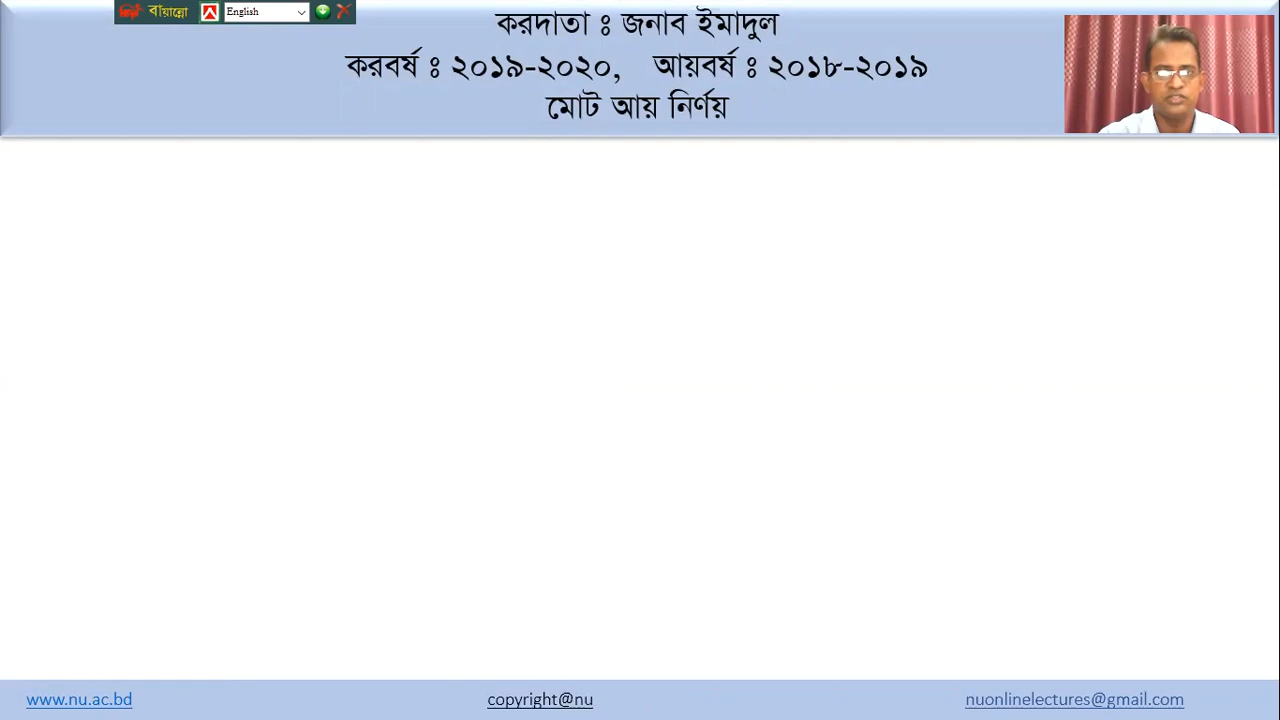 বায়ান্নো
English
করদাতা ঃ জনাব ইমাদুল
করবর্ষ ঃ ২০১৯-২০২০, আয়বর্ষ ঃ ২০১৮-২০১৯
মোট আয় নির্ণয়
www.nu.ac.bd copyright@nu nuonlinelectures@gmail.com